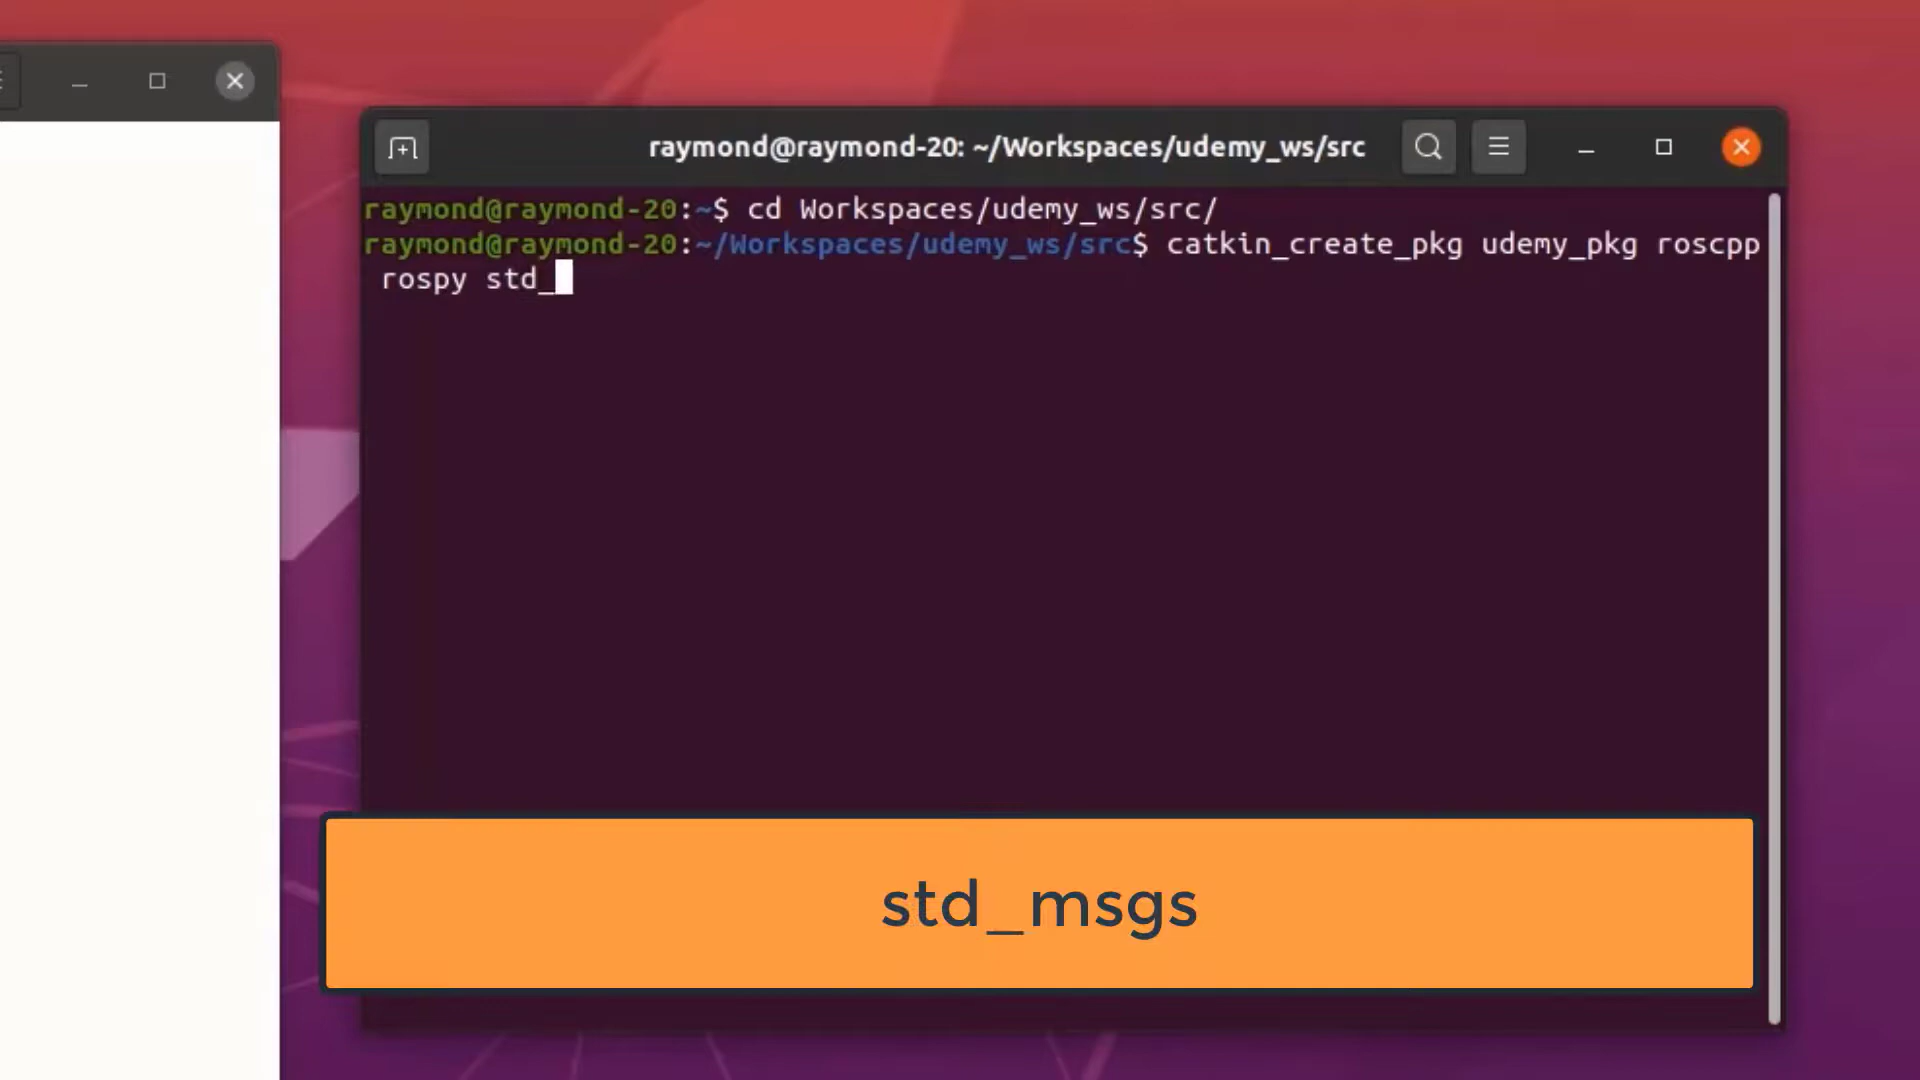 raymond@raymond-20: ~/Workspaces/udemy_ws/src
raymond@raymond-20:~$ cd Workspaces/udemy_ws/src/
raymond@raymond-20:~/Workspaces/udemy_ws/src$ catkin_create_pkg udemy_pkg roscpp
rospy std_
std_msgs